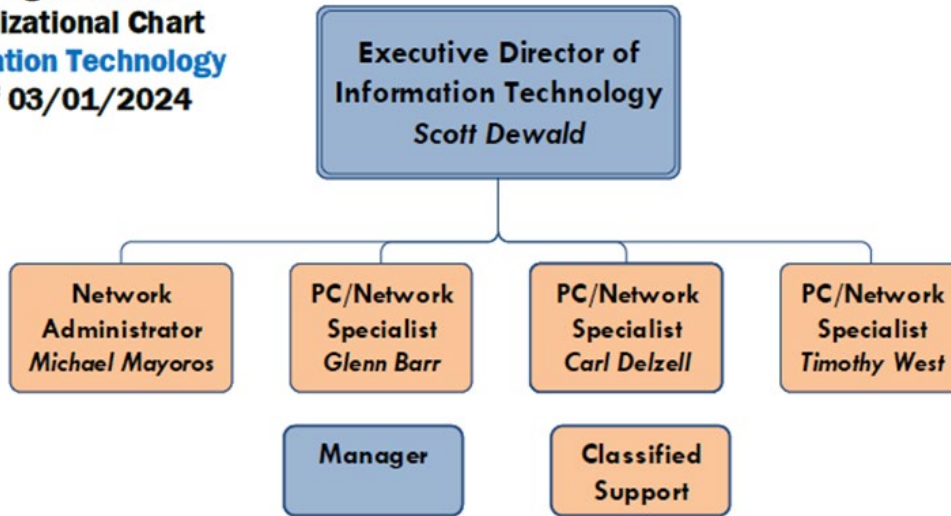 izational Chart
ation Technology
03/01/2024
Executive Director of
Information Technology
Scott Dewald
Network
Administrator
Michael Mayoros
PC/Network
Specialist
Glenn Barr
PC/Network
Specialist
Carl Delzell
PC/Network
Specialist
Timothy West
Manager
Classified
Support